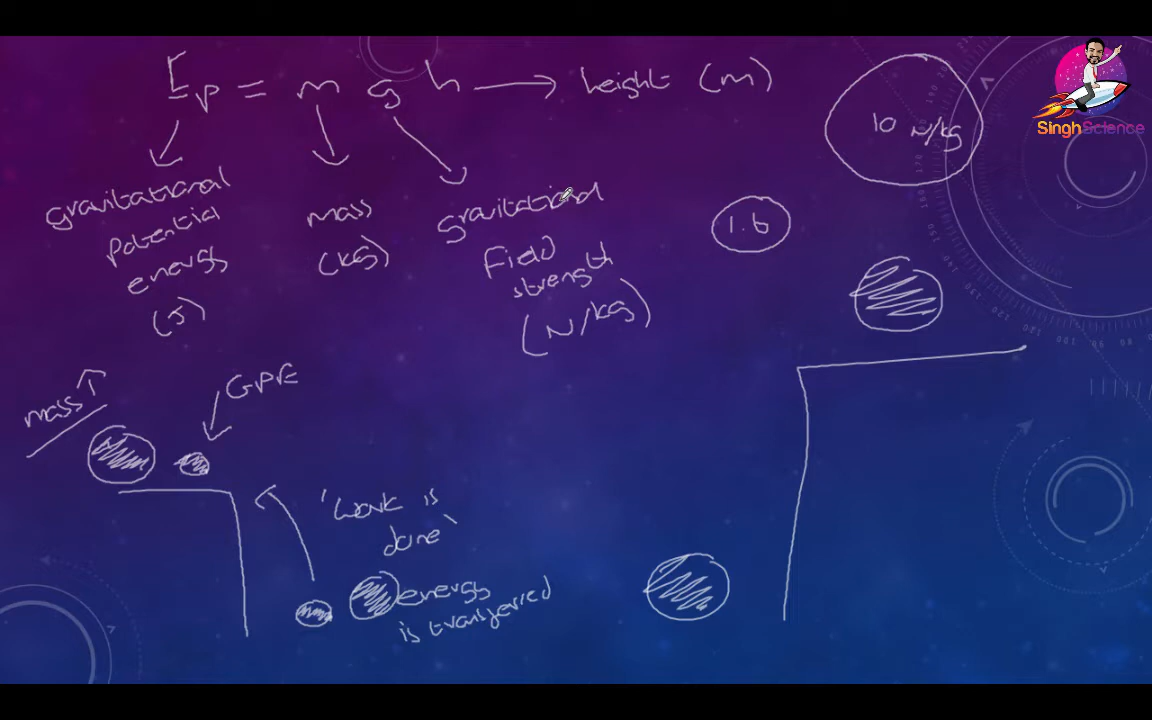 Ep = m g h → height (m)
10 N/kg
SinghScience
gravitational
potential
energy
(J)
mass
(kg)
gravitational
field
strength
(N/kg)
1.6
mass ↑
GPE
'work is
done'
energy
is transferred